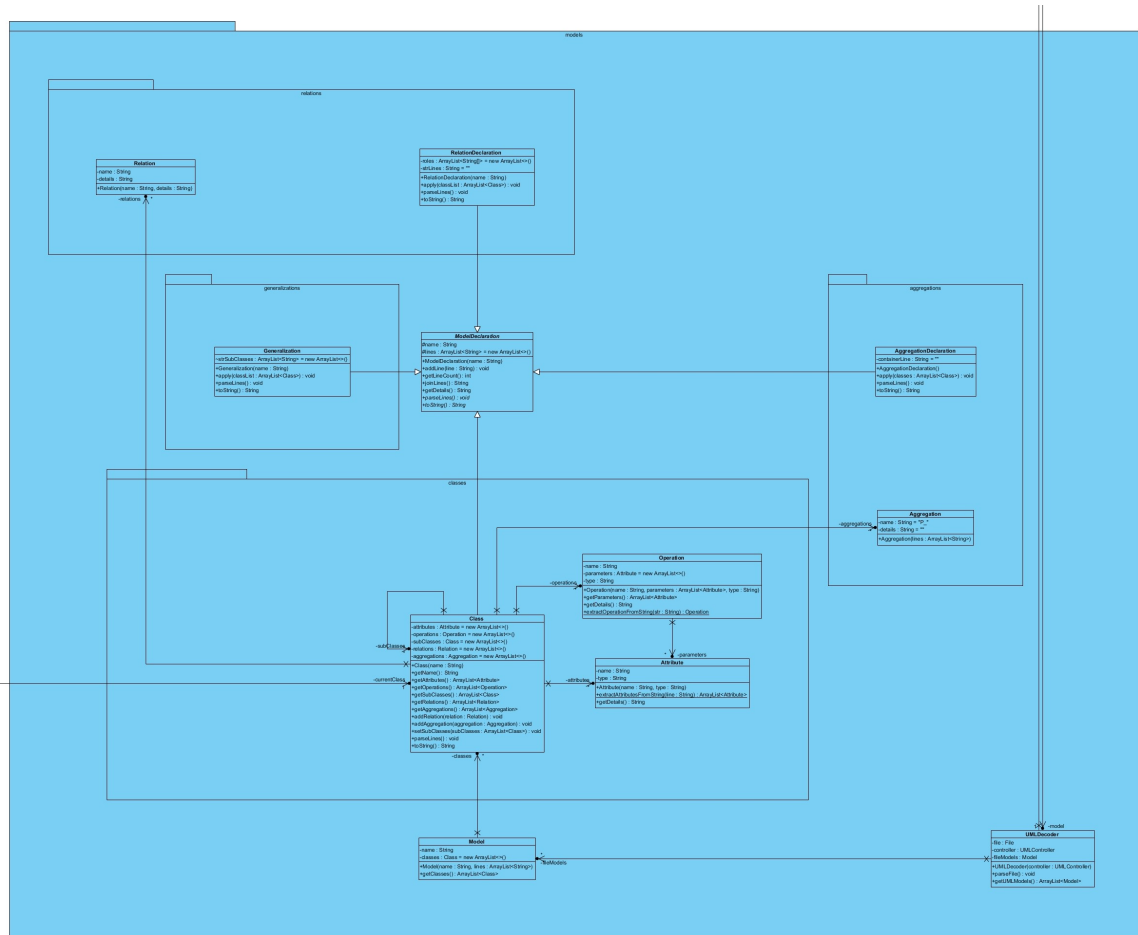 models
relations
Relation
-name : String
-details : String
+Relation(name : String, details : String)
-relations
*
RelationDeclaration
-roles : ArrayList<String[]> = new ArrayList<>()
-strLines : String = ""
+RelationDeclaration(name : String)
+apply(classList : ArrayList<Class>) : void
+parseLines() : void
+toString() : String
generalizations
Generalization
-strSubClasses : ArrayList<String> = new ArrayList<>()
+Generalization(name : String)
+apply(classList : ArrayList<Class>) : void
+parseLines() : void
+toString() : String
ModelDeclaration
#name : String
#lines : ArrayList<String> = new ArrayList<>()
+ModelDeclaration(name : String)
+addLine(line : String) : void
+getLineCount() : int
+joinLines() : String
+getDetails() : String
+parseLines() : void
+toString() : String
aggregations
AggregationDeclaration
-containerLine : String = ""
+AggregationDeclaration()
+apply(classes : ArrayList<Class>) : void
+parseLines() : void
+toString() : String
classes
-aggregations
Aggregation
-name : String = "P_"
-details : String = ""
+Aggregation(lines : ArrayList<String>)
-operations
Operation
-name : String
-parameters : Attribute = new ArrayList<>()
-type : String
+Operation(name : String, parameters : ArrayList<Attribute>, type : String)
+getParameters() : ArrayList<Attribute>
+getDetails() : String
+extractOperationFromString(str : String) : Operation
*
-parameters
-subClasses
-currentClass
Class
-attributes : Attribute = new ArrayList<>()
-operations : Operation = new ArrayList<>()
-subClasses : Class = new ArrayList<>()
-relations : Relation = new ArrayList<>()
-aggregations : Aggregation = new ArrayList<>()
+Class(name : String)
+getName() : String
+getAttributes() : ArrayList<Attribute>
+getOperations() : ArrayList<Operation>
+getSubClasses() : ArrayList<Class>
+getRelations() : ArrayList<Relation>
+getAggregations() : ArrayList<Aggregation>
+addRelation(relation : Relation) : void
+addAggregation(aggregation : Aggregation) : void
+setSubClasses(subClasses : ArrayList<Class>) : void
+parseLines() : void
+toString() : String
-attributes
Attribute
-name : String
-type : String
+Attribute(name : String, type : String)
+extractAttributesFromString(line : String) : ArrayList<Attribute>
+getDetails() : String
-classes
*
Model
-name : String
-classes : Class = new ArrayList<>()
+Model(name : String, lines : ArrayList<String>)
+getClasses() : ArrayList<Class>
*
-fileModels
-model
UMLDecoder
-file : File
-controller : UMLController
-fileModels : Model
+UMLDecoder(controller : UMLController)
+parseFile() : void
+getUMLModels() : ArrayList<Model>